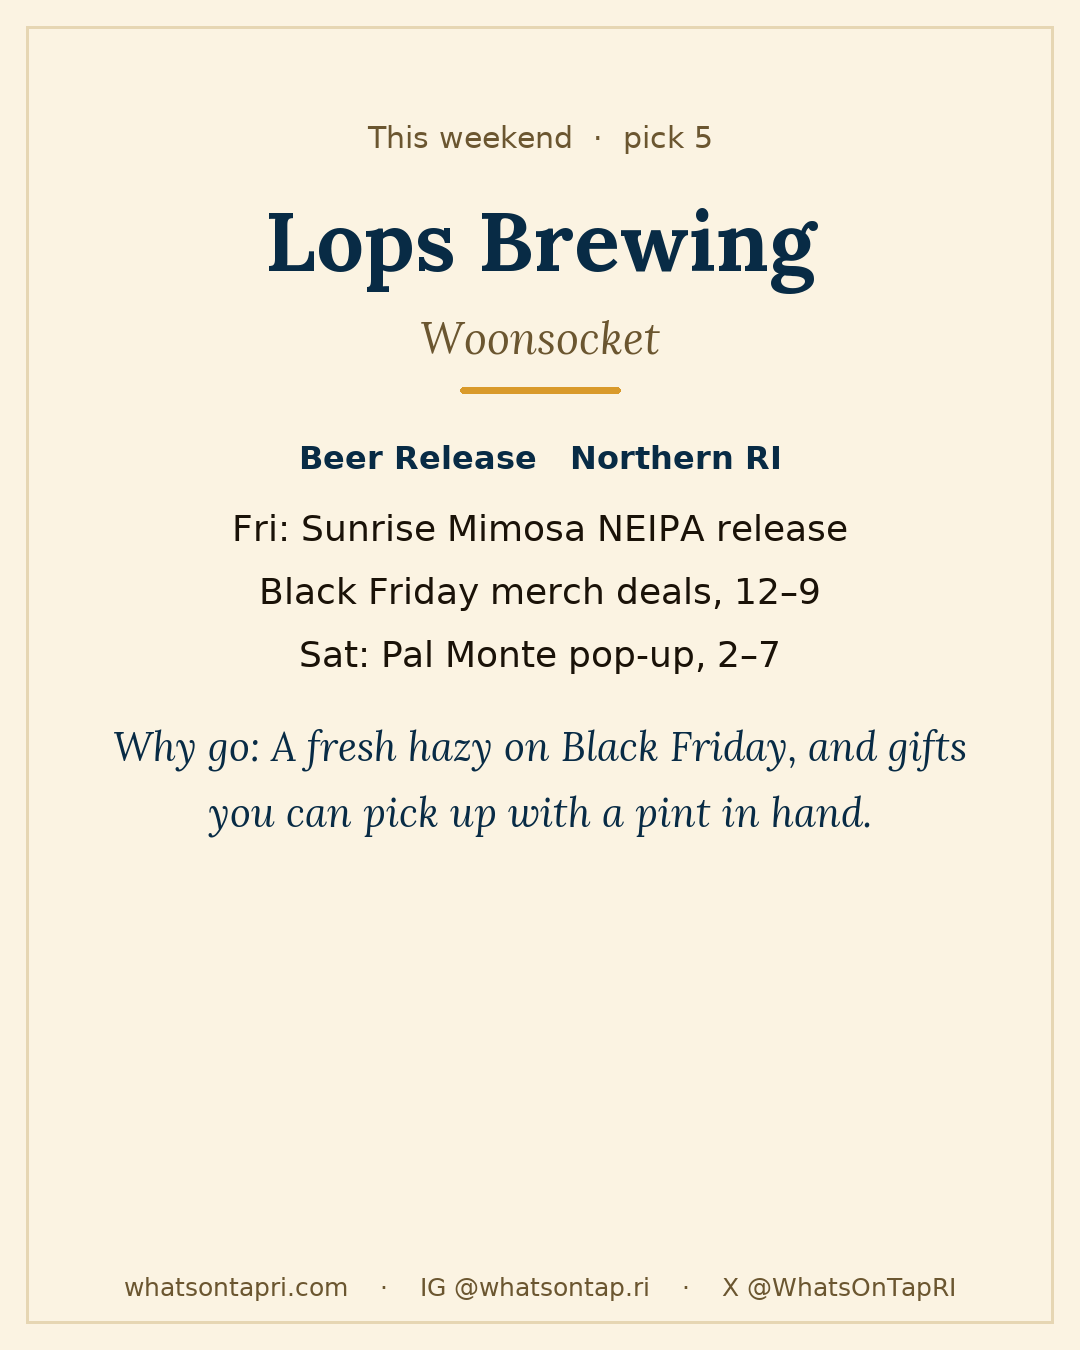 This weekend · pick 5
Lops Brewing
Woonsocket
Beer Release Northern RI
Fri: Sunrise Mimosa NEIPA release
Black Friday merch deals, 12–9
Sat: Pal Monte pop-up, 2–7
Why go: A fresh hazy on Black Friday, and gifts
you can pick up with a pint in hand.
whatsontapri.com · IG @whatsontap.ri · X @WhatsOnTapRI